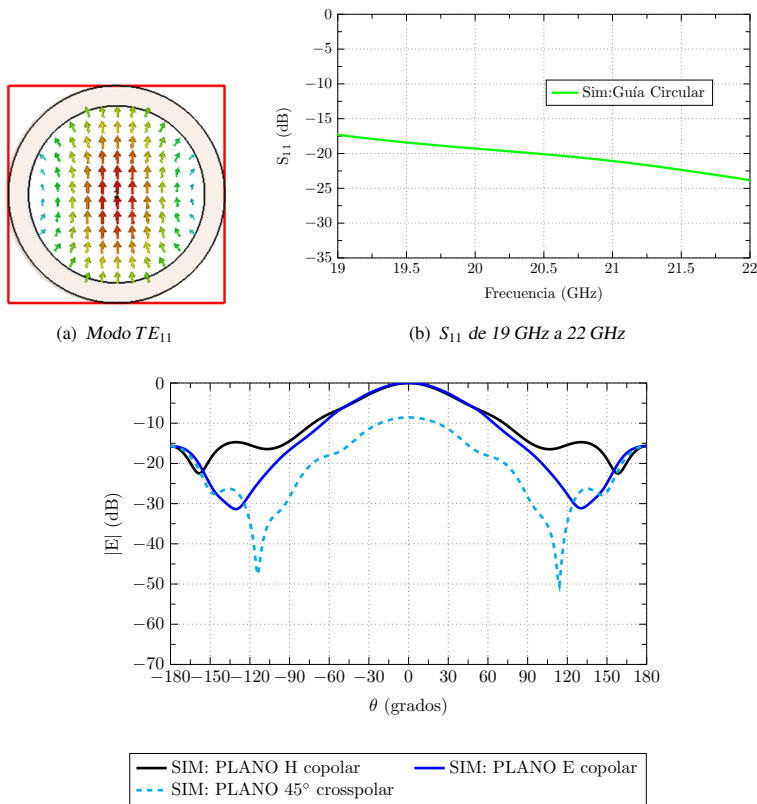 0
−5
−10
−15
−20
−25
−30
−35
S11 (dB)
Sim:Guía Circular
19 19.5 20 20.5 21 21.5 22
Frecuencia (GHz)
(a) Modo TE11
(b) S11 de 19 GHz a 22 GHz
0
−10
−20
−30
−40
−50
−60
−70
|E| (dB)
−180 −150 −120 −90 −60 −30 0 30 60 90 120 150 180
θ (grados)
SIM: PLANO H copolar
SIM: PLANO E copolar
SIM: PLANO 45° crosspolar